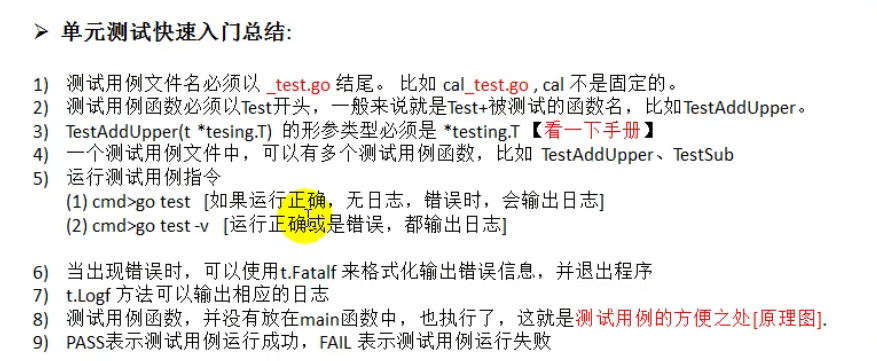 ➢ 单元测试快速入门总结:
1) 测试用例文件名必须以 _test.go 结尾。 比如 cal_test.go , cal 不是固定的。
2) 测试用例函数必须以Test开头，一般来说就是Test+被测试的函数名，比如TestAddUpper。
3) TestAddUpper(t *tesing.T) 的形参类型必须是 *testing.T 【看一下手册】
4) 一个测试用例文件中，可以有多个测试用例函数，比如 TestAddUpper、TestSub
5) 运行测试用例指令
(1) cmd>go test [如果运行正确，无日志，错误时，会输出日志]
(2) cmd>go test -v [运行正确或是错误，都输出日志]
6) 当出现错误时，可以使用t.Fatalf 来格式化输出错误信息，并退出程序
7) t.Logf 方法可以输出相应的日志
8) 测试用例函数，并没有放在main函数中，也执行了，这就是测试用例的方便之处[原理图].
9) PASS表示测试用例运行成功，FAIL 表示测试用例运行失败